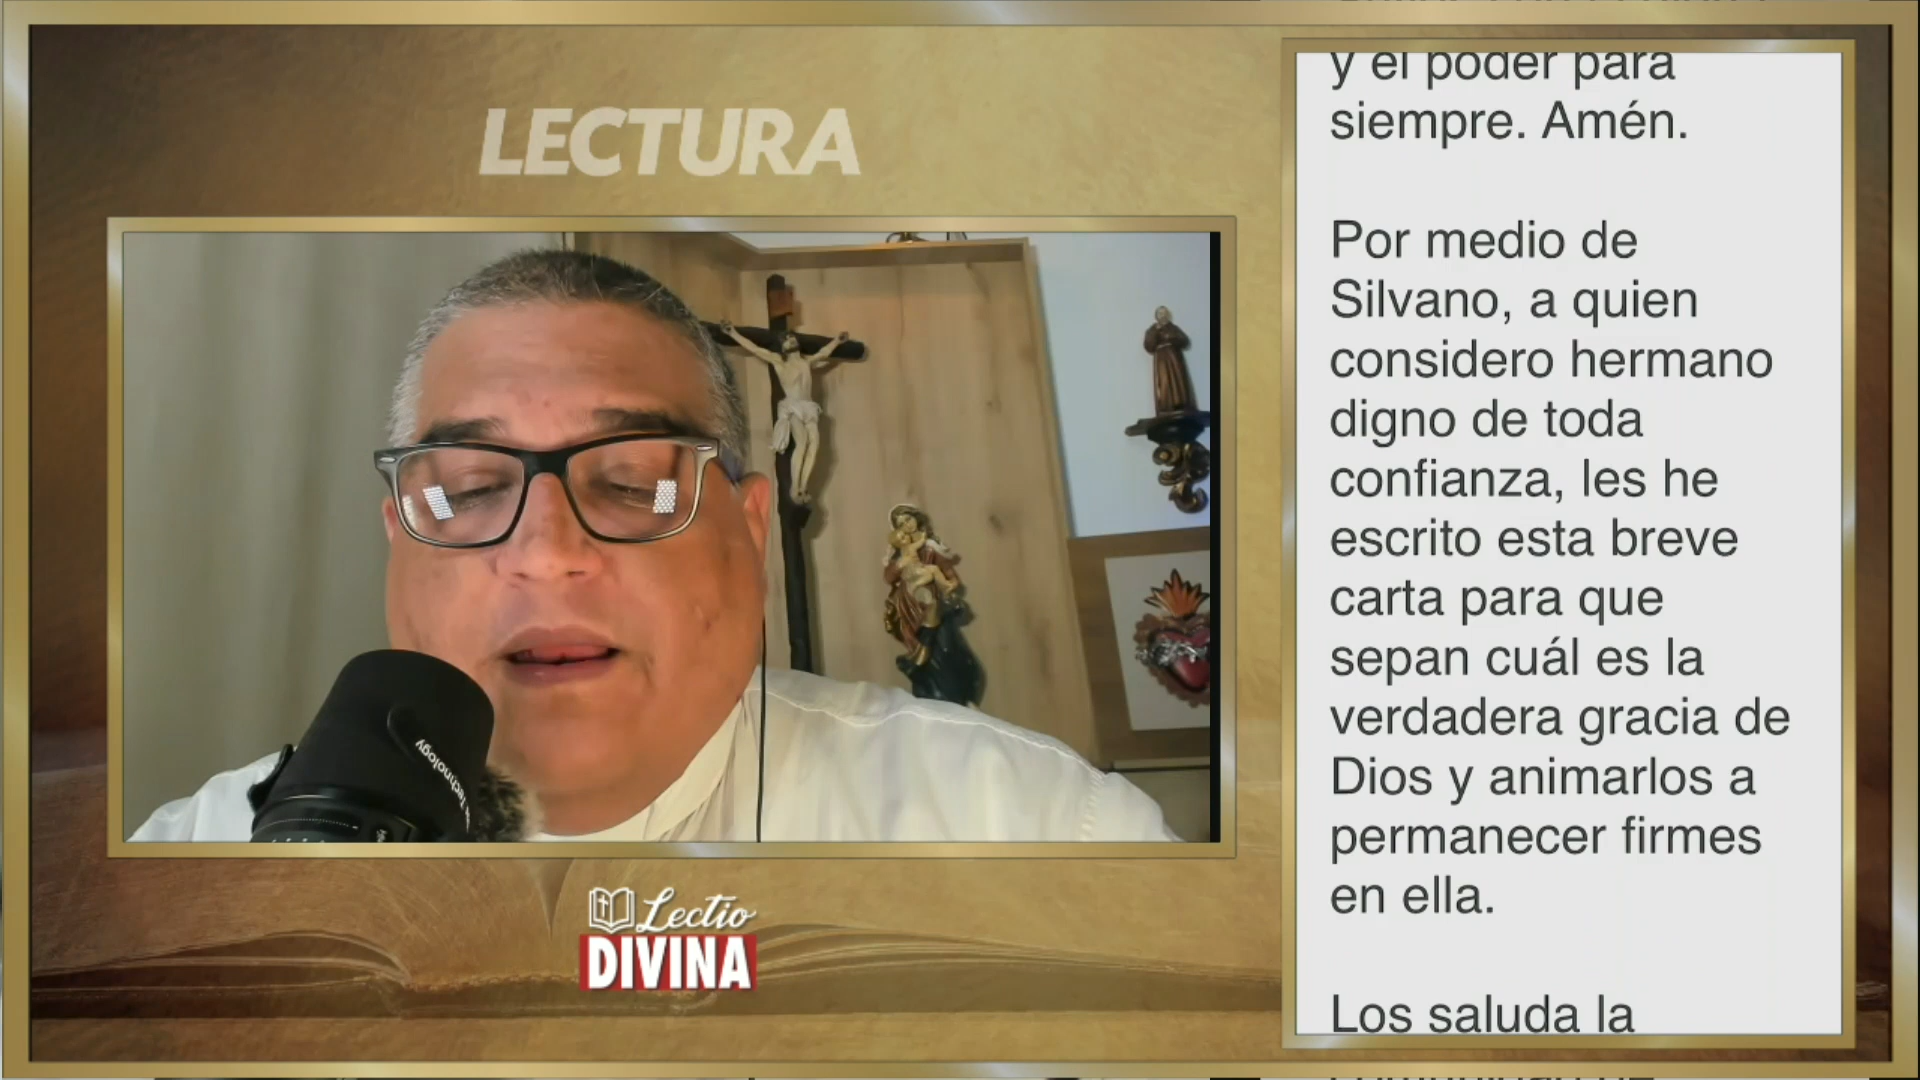 LECTURA
Technology
Lectio
DIVINA
y el poder para
siempre. Amén.
Por medio de
Silvano, a quien
considero hermano
digno de toda
confianza, les he
escrito esta breve
carta para que
sepan cuál es la
verdadera gracia de
Dios y animarlos a
permanecer firmes
en ella.
Los saluda la